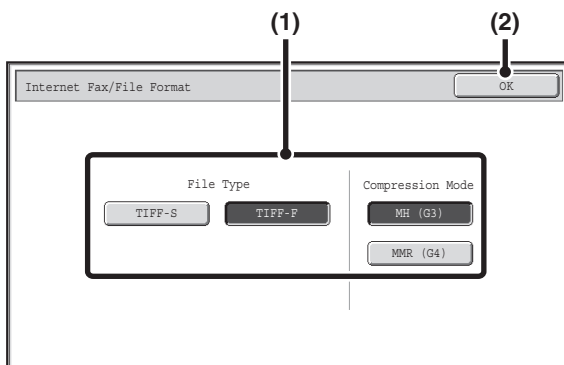 (1) (2)
Internet Fax/File Format OK
File Type Compression Mode
TIFF-S TIFF-F MH (G3)
MMR (G4)